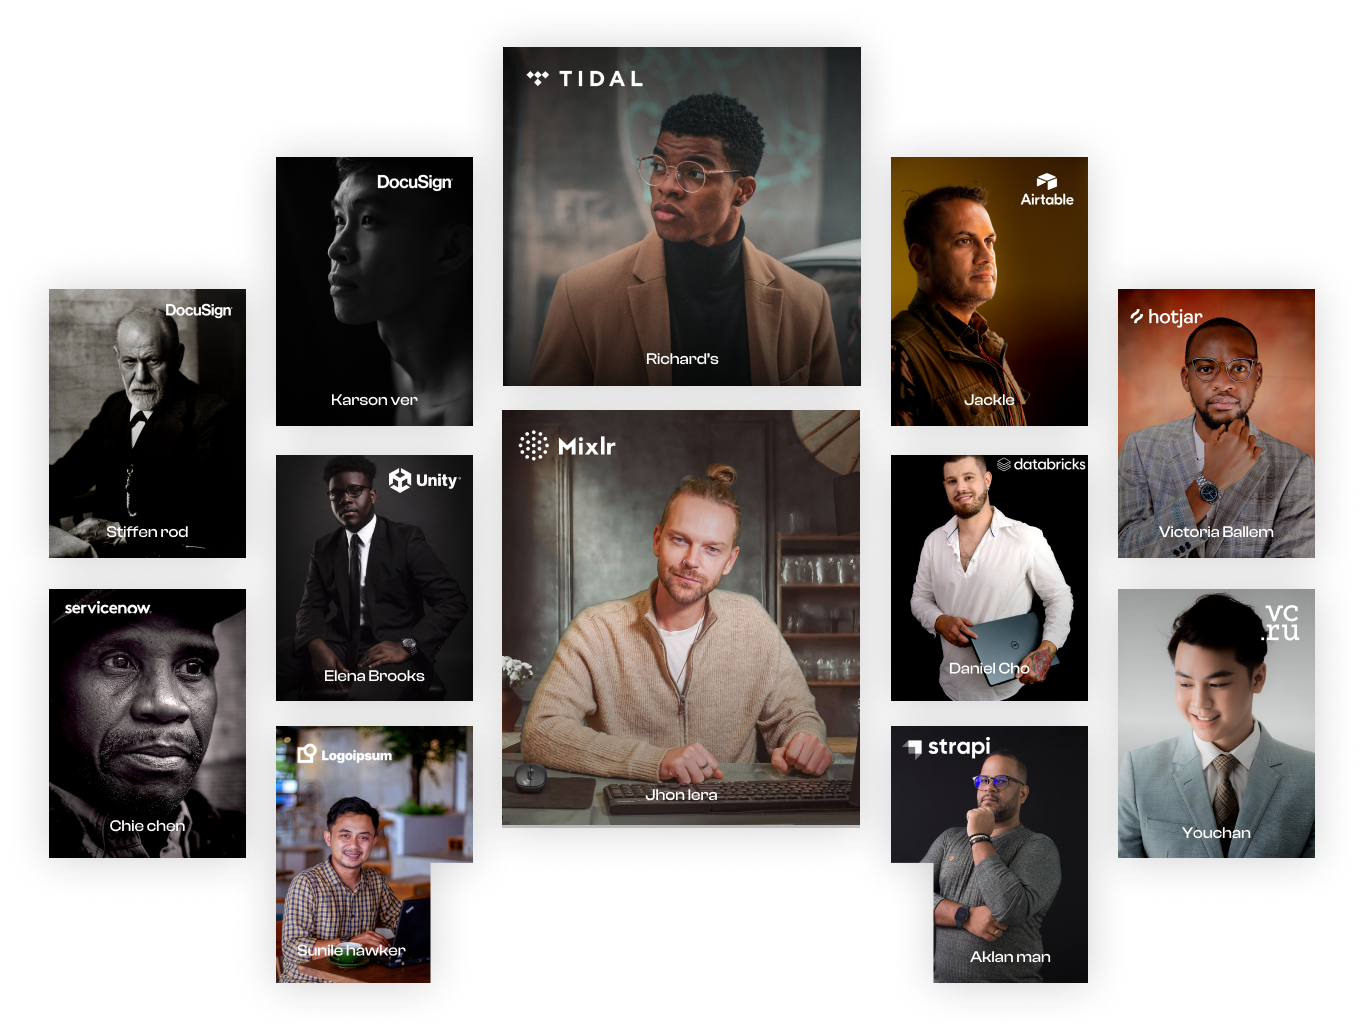 TIDAL
Richard's
DocuSign
Karson ver
Airtable
Jackle
DocuSign
Stiffen rod
hotjar
Victoria Ballem
Mixlr
Jhon lera
Unity
Elena Brooks
databricks
Daniel Cho
servicenow
Chie chen
vc
.ru
Youchan
Logoipsum
Sunile hawker
strapi
Aklan man